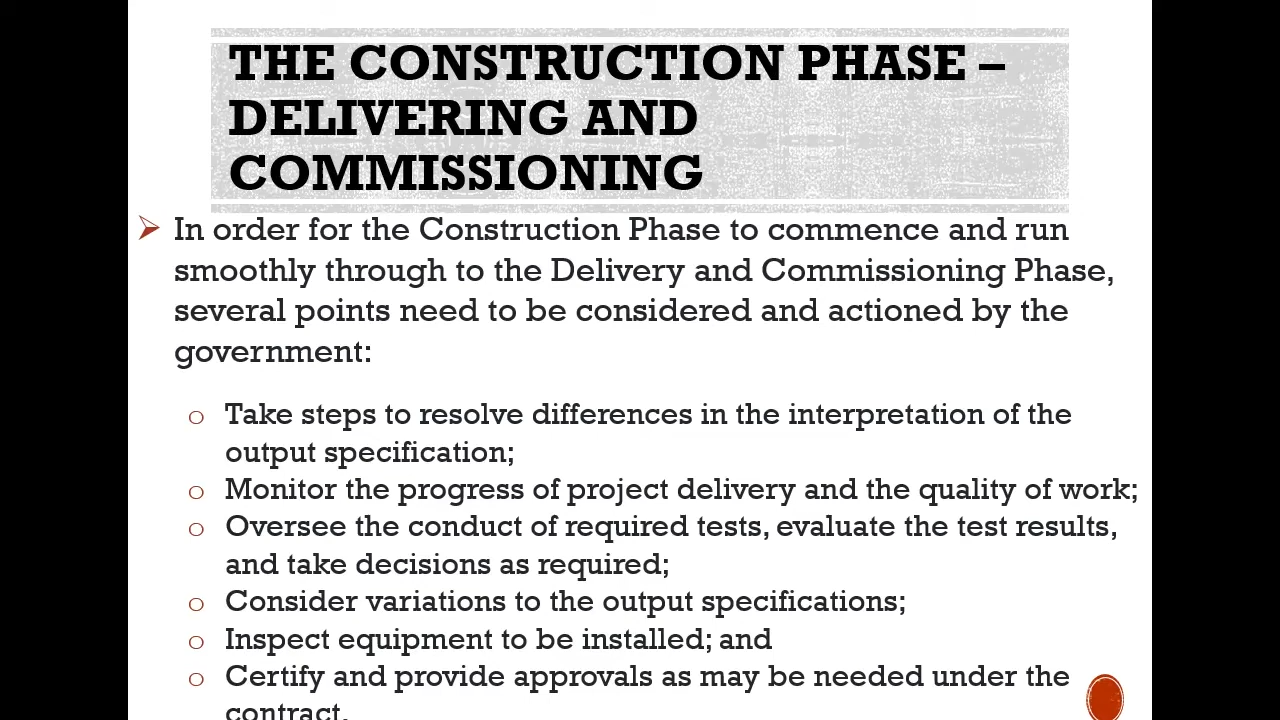 THE CONSTRUCTION PHASE –
DELIVERING AND
COMMISSIONING
In order for the Construction Phase to commence and run
smoothly through to the Delivery and Commissioning Phase,
several points need to be considered and actioned by the
government:
o Take steps to resolve differences in the interpretation of the
output specification;
o Monitor the progress of project delivery and the quality of work;
o Oversee the conduct of required tests, evaluate the test results,
and take decisions as required;
o Consider variations to the output specifications;
o Inspect equipment to be installed; and
o Certify and provide approvals as may be needed under the
contract.